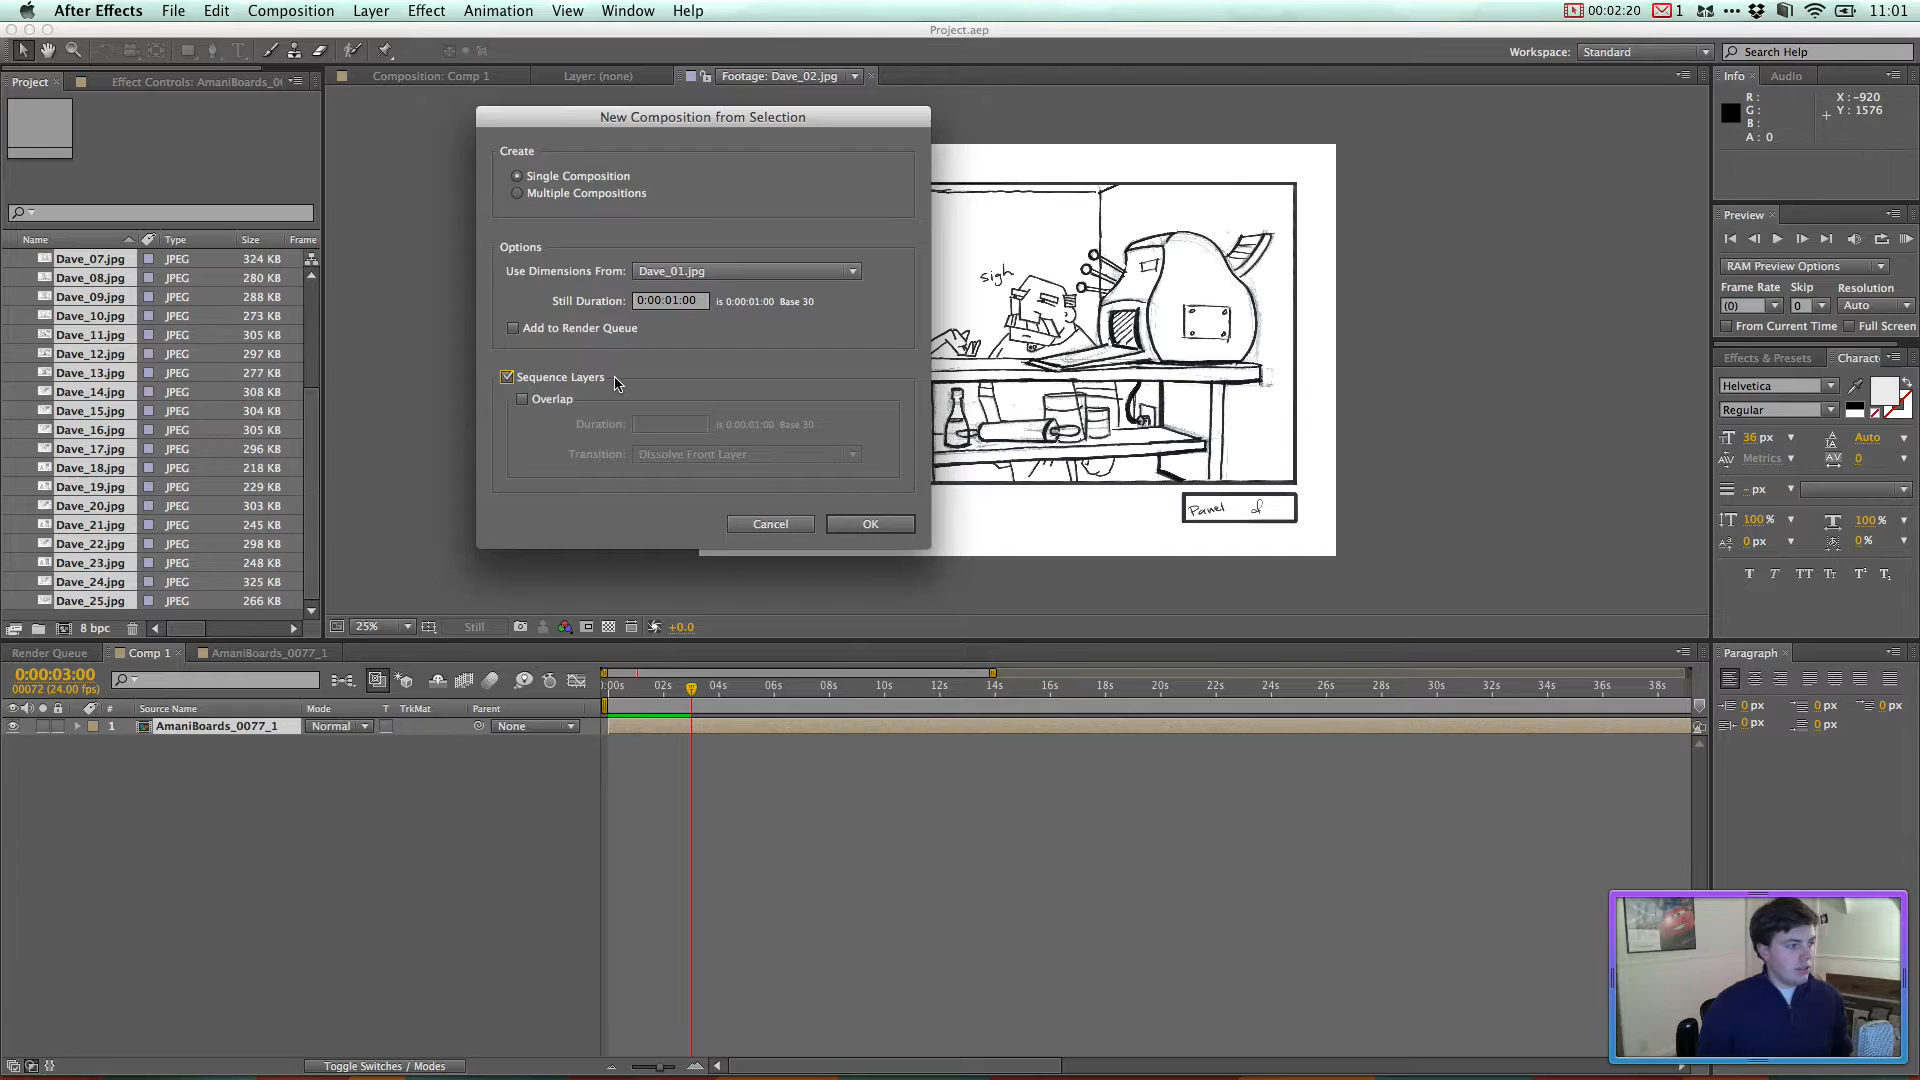 After Effects File Edit Composition Layer Effect Animation View Window Help 00:02:20 1 11:01
Project.aep
Workspace: Standard Search Help
Project Effect Controls: AmaniBoards_0
Composition: Comp 1 Layer: (none) Footage: Dave_02.jpg
Info Audio
R :
G :
B :
A : 0
X : -920
Y : 1576
New Composition from Selection
Create
Single Composition
Multiple Compositions
Options
Use Dimensions From: Dave_01.jpg
Still Duration: 0:00:01:00 is 0:00:01:00 Base 30
Add to Render Queue
Sequence Layers
Overlap
Duration: is 0:00:01:00 Base 30
Transition: Dissolve Front Layer
Cancel OK
sigh
Panel of
Name Type Size Frame
Dave_07.jpg JPEG 324 KB
Dave_08.jpg JPEG 280 KB
Dave_09.jpg JPEG 288 KB
Dave_10.jpg JPEG 273 KB
Dave_11.jpg JPEG 305 KB
Dave_12.jpg JPEG 297 KB
Dave_13.jpg JPEG 277 KB
Dave_14.jpg JPEG 308 KB
Dave_15.jpg JPEG 304 KB
Dave_16.jpg JPEG 305 KB
Dave_17.jpg JPEG 296 KB
Dave_18.jpg JPEG 218 KB
Dave_19.jpg JPEG 229 KB
Dave_20.jpg JPEG 303 KB
Dave_21.jpg JPEG 245 KB
Dave_22.jpg JPEG 298 KB
Dave_23.jpg JPEG 248 KB
Dave_24.jpg JPEG 325 KB
Dave_25.jpg JPEG 266 KB
8 bpc
25% Still +0.0
Preview
RAM Preview Options
Frame Rate Skip Resolution
(0) 0 Auto
From Current Time Full Screen
Effects & Presets Charact
Helvetica
Regular
36 px Auto
Metrics 0
- px
100 % 100 %
0 px 0 %
T T TT Tt T¹ T₁
Render Queue Comp 1 AmaniBoards_0077_1
0:00:03:00
00072 (24.00 fps)
):00s 02s 04s 06s 08s 10s 12s 14s 16s 18s 20s 22s 24s 26s 28s 30s 32s 34s 36s 38s
# Source Name Mode T TrkMat Parent
1 AmaniBoards_0077_1 Normal None
Paragraph
0 px 0 px 0 px
0 px 0 px
Toggle Switches / Modes